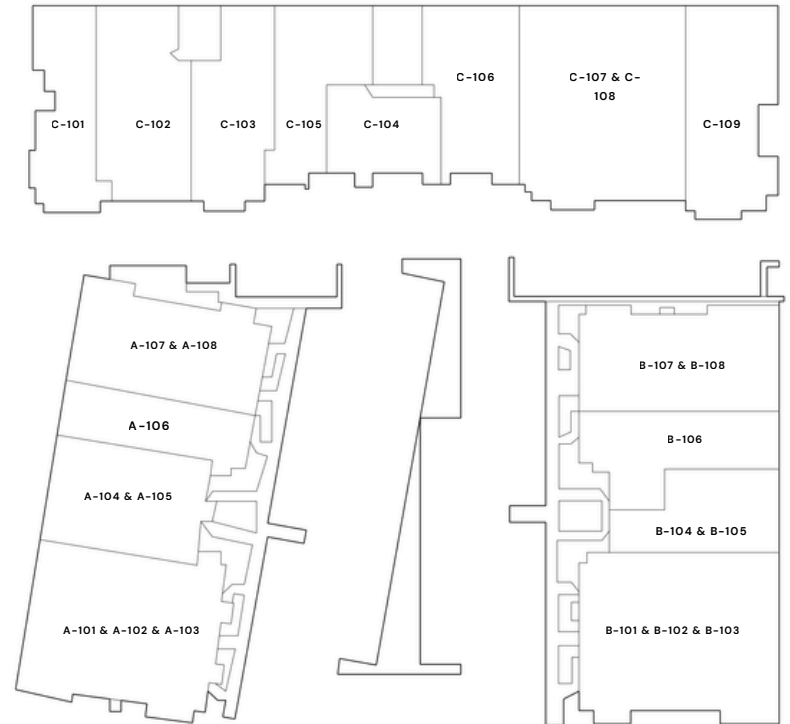 C-101
C-102
C-103
C-105
C-104
C-106
C-107 & C-
108
C-109
A-107 & A-108
A-106
A-104 & A-105
A-101 & A-102 & A-103
B-107 & B-108
B-106
B-104 & B-105
B-101 & B-102 & B-103